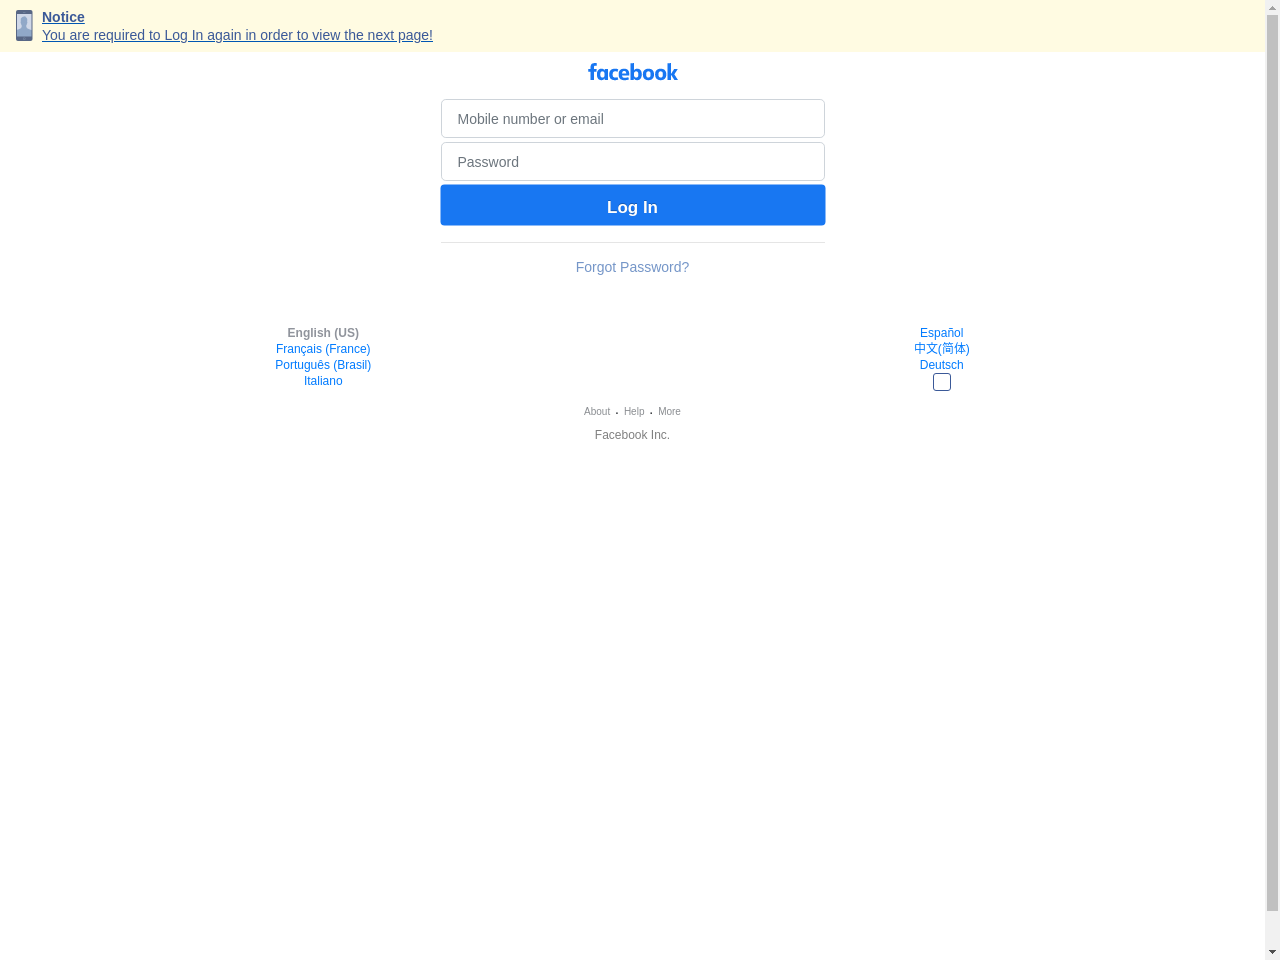 Notice
You are required to Log In again in order to view the next page!
facebook
Mobile number or email
Password
Log In
Forgot Password?
English (US)
Français (France)
Português (Brasil)
Italiano
Español
中文(简体)
Deutsch
About · Help · More
Facebook Inc.